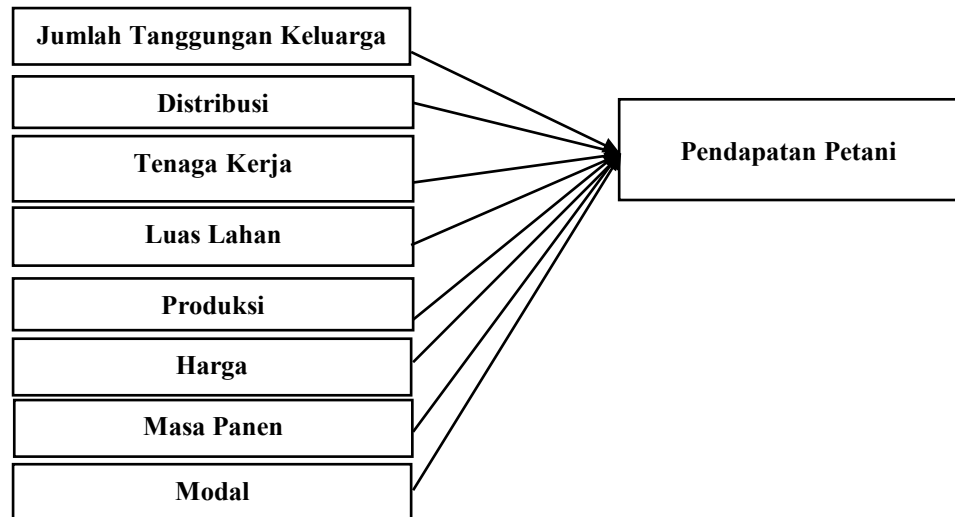 Jumlah Tanggungan Keluarga
Distribusi
Tenaga Kerja
Luas Lahan
Produksi
Harga
Masa Panen
Modal
Pendapatan Petani